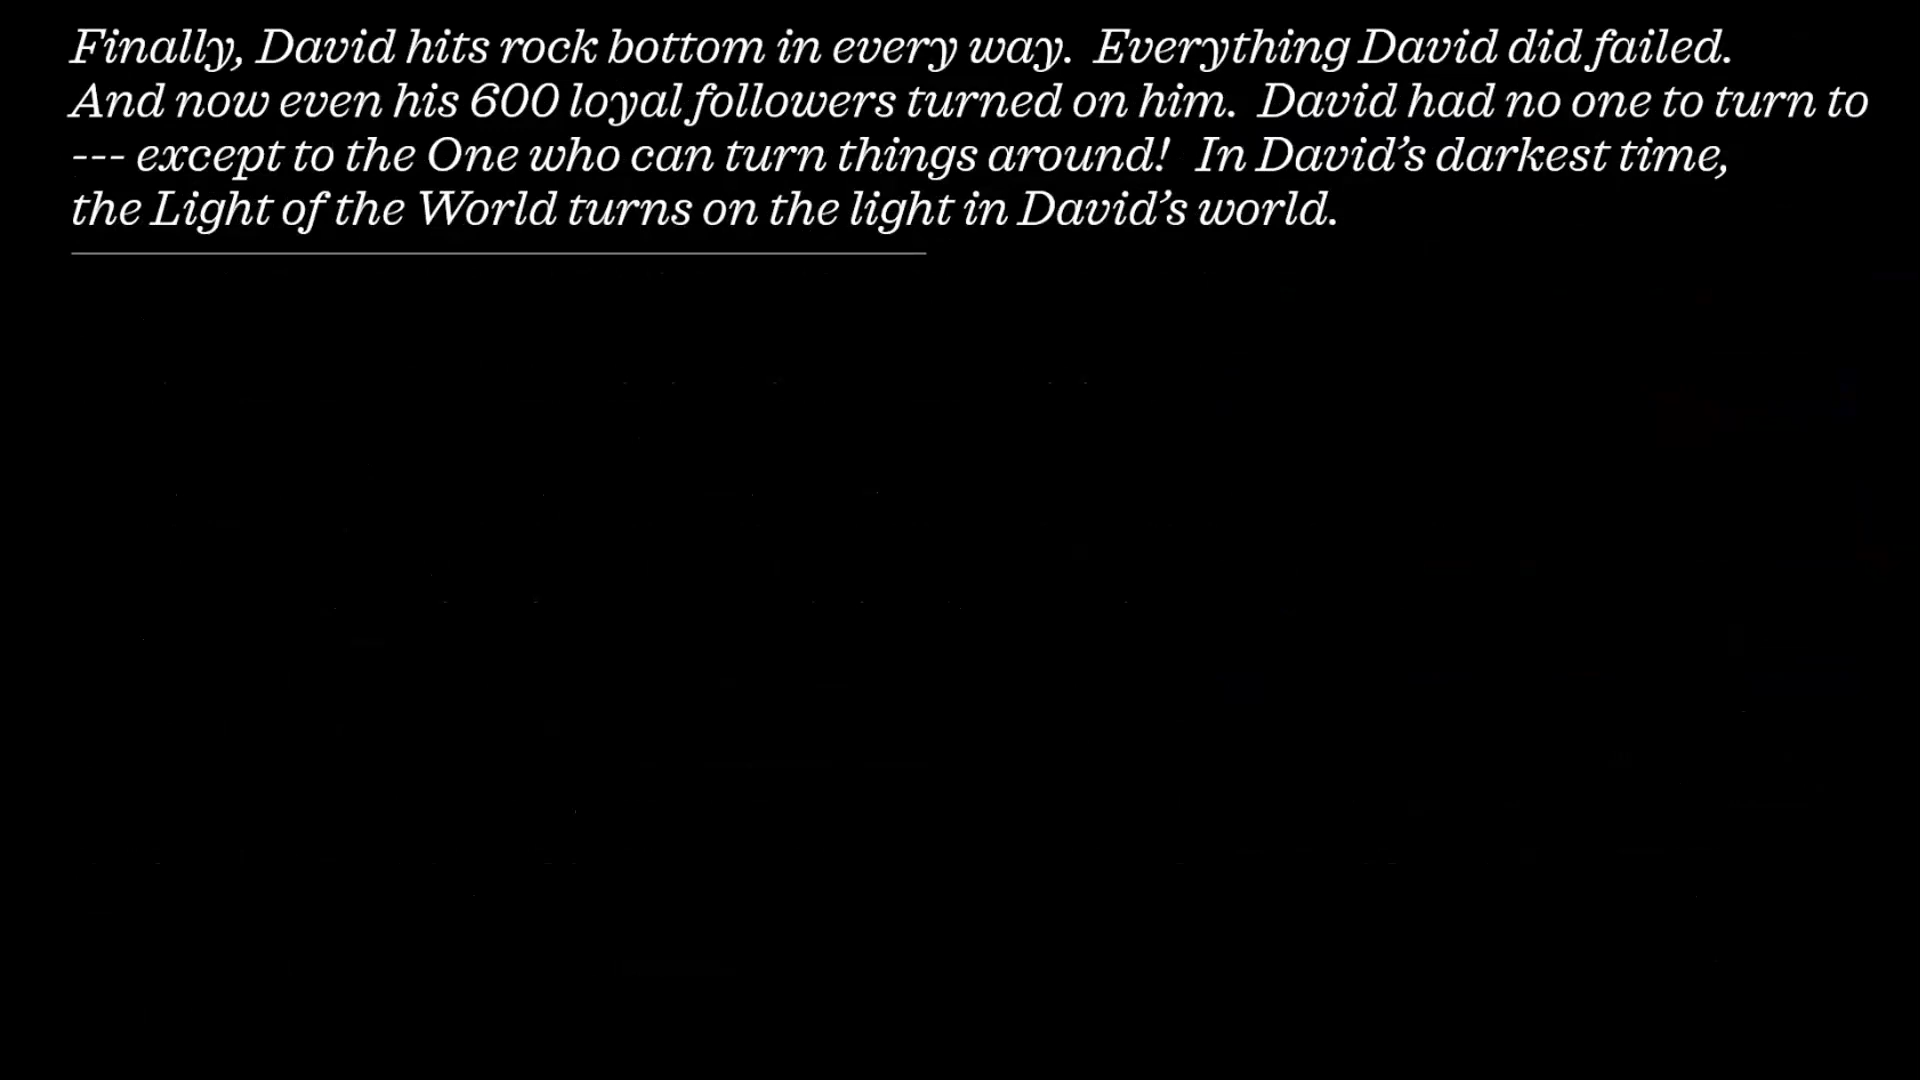 Finally, David hits rock bottom in every way.  Everything David did failed.
And now even his 600 loyal followers turned on him.  David had no one to turn to
--- except to the One who can turn things around!  In David’s darkest time,
the Light of the World turns on the light in David’s world.